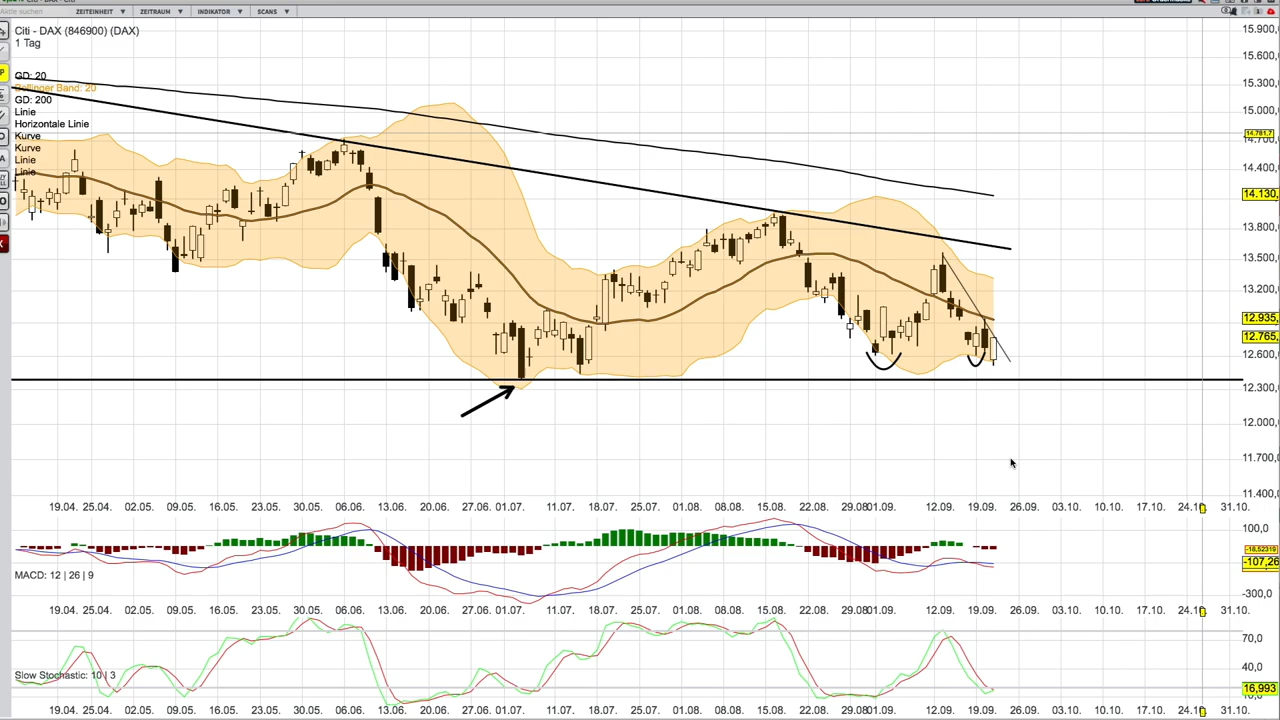 Aktie suchen
ZEITEINHEIT ▼ ZEITRAUM ▼ INDIKATOR ▼ SCANS ▼
Citi - DAX (846900) (DAX)
1 Tag
GD: 20
Bollinger Band: 20
GD: 200
Linie
Horizontale Linie
Kurve
Kurve
Linie
Linie
15.900,
15.600,
15.300,
15.000,
14.781,7
14.700,
14.400,
14.130,
13.800,
13.500,
13.200,
12.935,
12.765,
12.600,
12.300,
12.000,
11.700,
11.400,
19.04. 25.04. 02.05. 09.05. 16.05. 23.05. 30.05. 06.06. 13.06. 20.06. 27.06. 01.07. 11.07. 18.07. 25.07. 01.08. 08.08. 15.08. 22.08. 29.08. 01.09. 12.09. 19.09. 26.09. 03.10. 10.10. 17.10. 24.10. 31.10.
100,0
-18,52319
-107,26
MACD: 12 | 26 | 9
-300,0
19.04. 25.04. 02.05. 09.05. 16.05. 23.05. 30.05. 06.06. 13.06. 20.06. 27.06. 01.07. 11.07. 18.07. 25.07. 01.08. 08.08. 15.08. 22.08. 29.08. 01.09. 12.09. 19.09. 26.09. 03.10. 10.10. 17.10. 24.10. 31.10.
70,0
40,0
Slow Stochastic: 10 | 3
16,993
10,0
19.04. 25.04. 02.05. 09.05. 16.05. 23.05. 30.05. 06.06. 13.06. 20.06. 27.06. 01.07. 11.07. 18.07. 25.07. 01.08. 08.08. 15.08. 22.08. 29.08. 01.09. 12.09. 19.09. 26.09. 03.10. 10.10. 17.10. 24.10. 31.10.